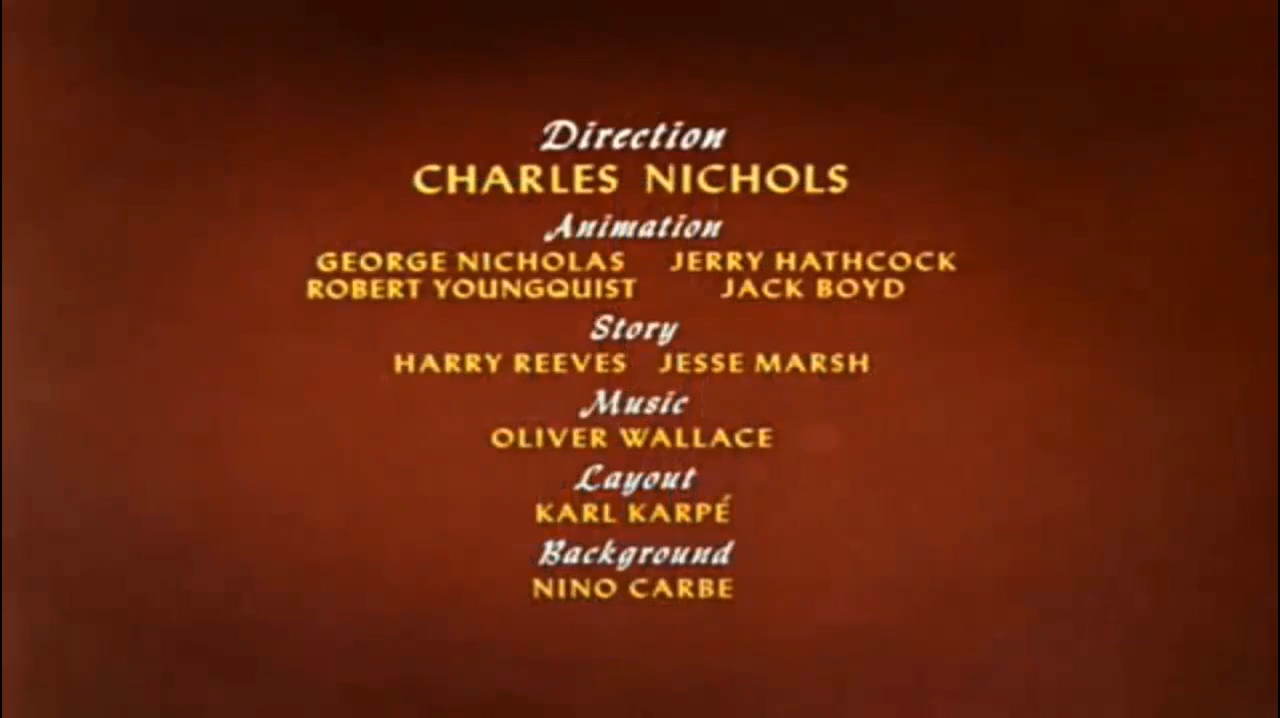 Direction
CHARLES NICHOLS
Animation
GEORGE NICHOLAS JERRY HATHCOCK
ROBERT YOUNGQUIST JACK BOYD
Story
HARRY REEVES JESSE MARSH
Music
OLIVER WALLACE
Layout
KARL KARPÉ
Background
NINO CARBE